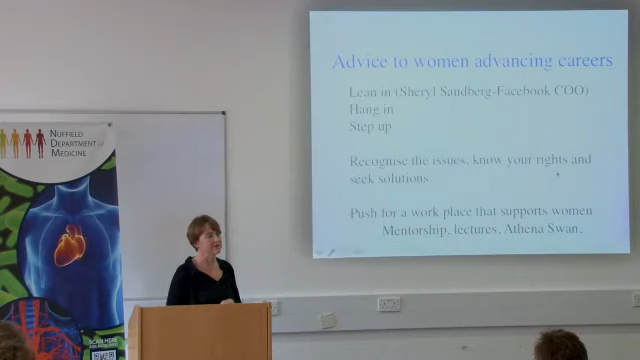 NUFFIELD
DEPARTMENT of
MEDICINE
SCAN HERE
Advice to women advancing careers
Lean in (Sheryl Sandberg-Facebook COO)
Hang in
Step up
Recognise the issues, know your rights and
seek solutions
Push for a work place that supports women
Mentorship, lectures, Athena Swan,